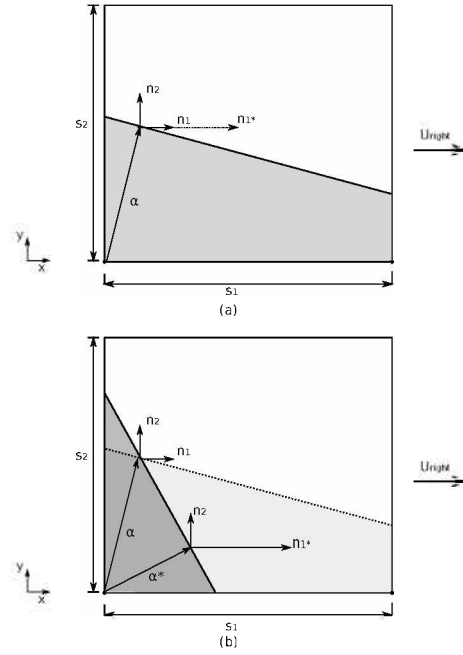 n₂
n₁ n₁*
s₂
Uright
α
y
x
s₁
(a)
n₂
s₂
n₁
Uright
n₂
α
n₁*
α*
y
x
s₁
(b)